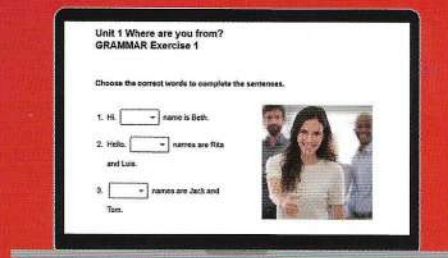 Unit 1 Where are you from?
GRAMMAR Exercise 1
Choose the correct words to complete the sentences.
1. Hi. name is Beth.
2. Hello. names are Rita
and Luis.
3. names are Jack and
Tom.